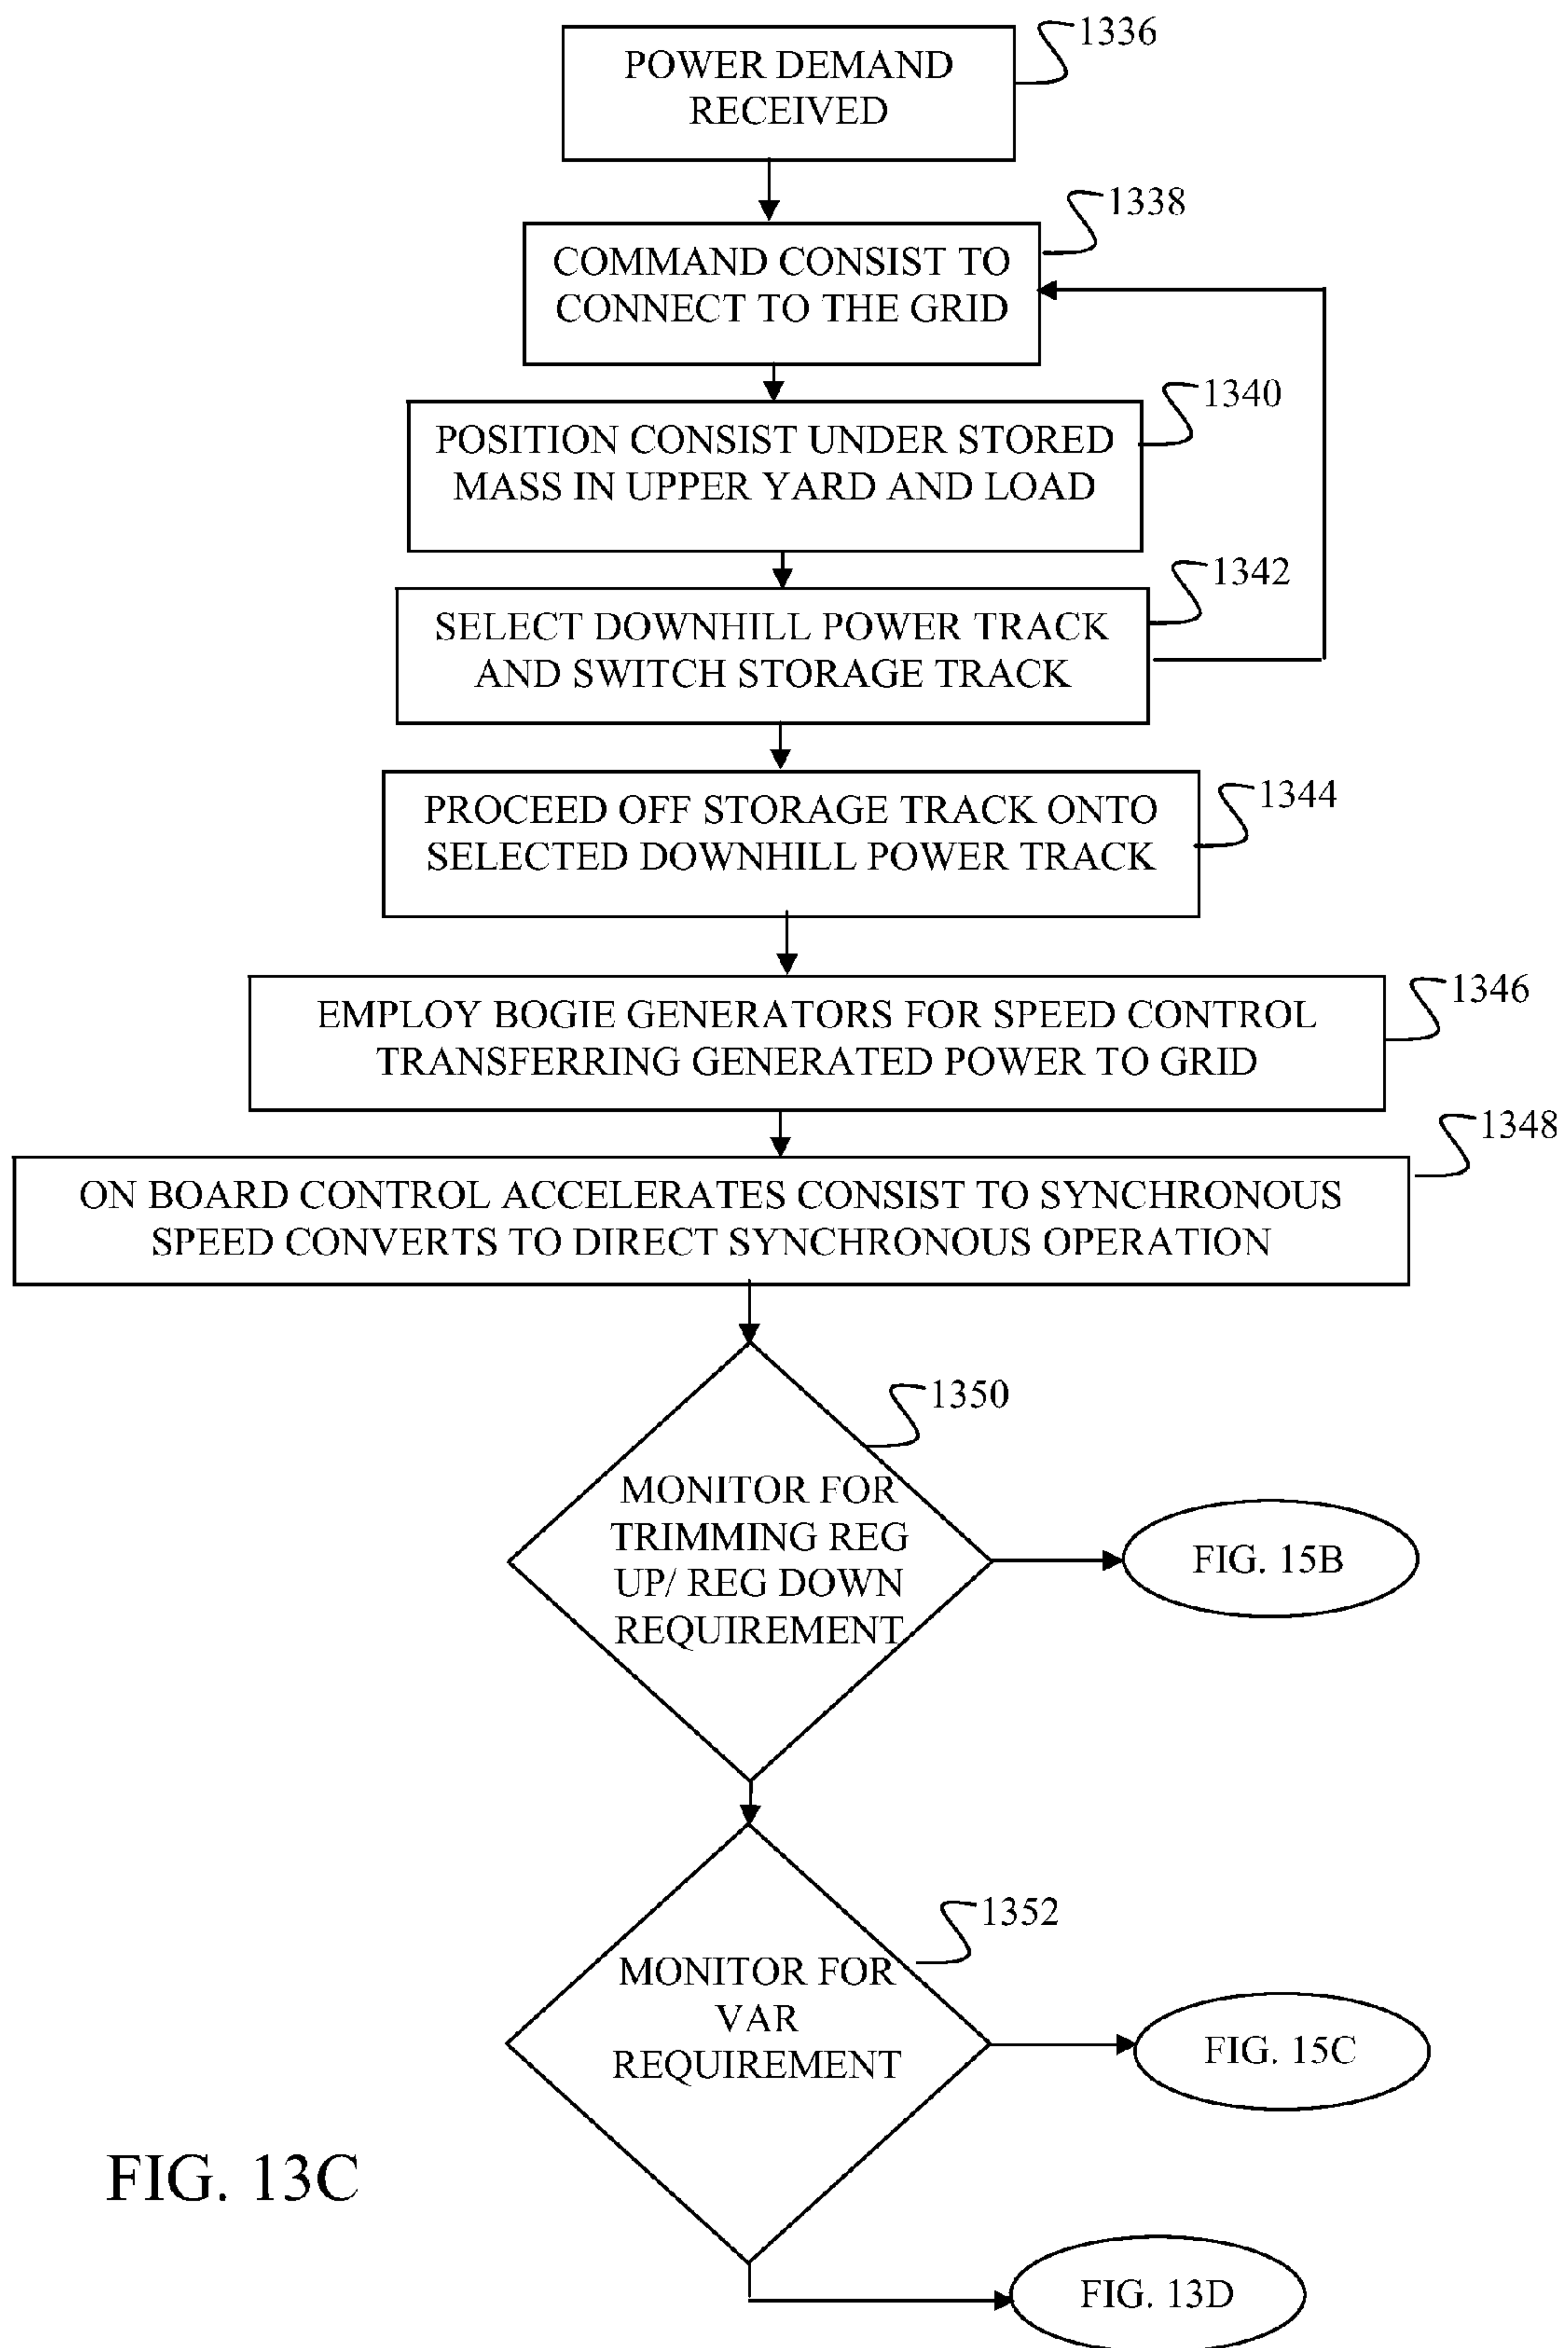 1336
POWER DEMAND
RECEIVED
1338
COMMAND CONSIST TO
CONNECT TO THE GRID
1340
POSITION CONSIST UNDER STORED
MASS IN UPPER YARD AND LOAD
1342
SELECT DOWNHILL POWER TRACK
AND SWITCH STORAGE TRACK
1344
PROCEED OFF STORAGE TRACK ONTO
SELECTED DOWNHILL POWER TRACK
1346
EMPLOY BOGIE GENERATORS FOR SPEED CONTROL
TRANSFERRING GENERATED POWER TO GRID
1348
ON BOARD CONTROL ACCELERATES CONSIST TO SYNCHRONOUS
SPEED CONVERTS TO DIRECT SYNCHRONOUS OPERATION
1350
MONITOR FOR
TRIMMING REG
UP/ REG DOWN
REQUIREMENT
FIG. 15B
1352
MONITOR FOR
VAR
REQUIREMENT
FIG. 15C
FIG. 13C
FIG. 13D